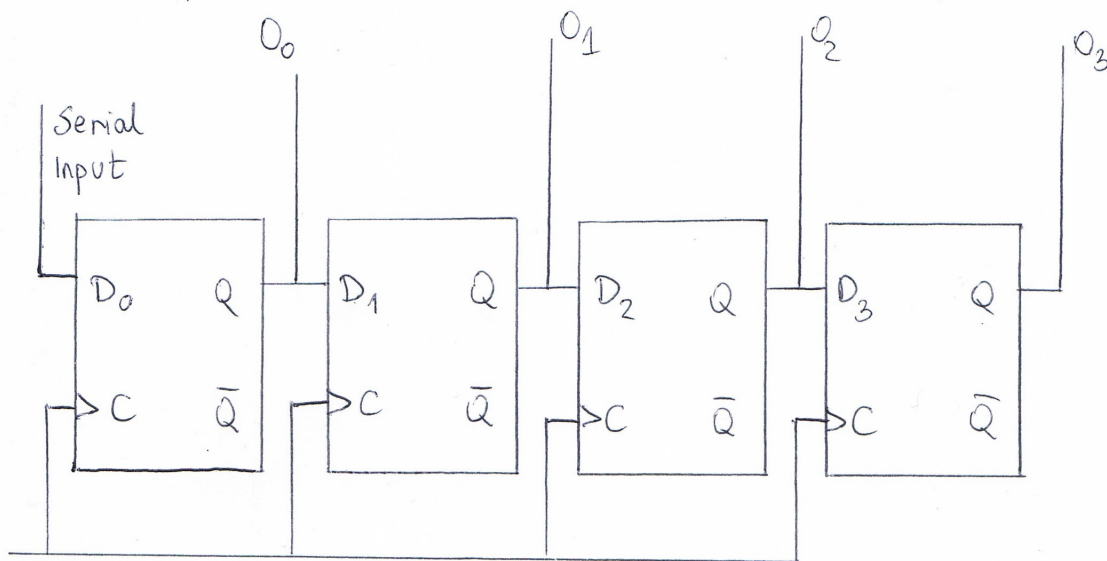 O₀ O₁ O₂ O₃
Serial
Input
D₀ Q D₁ Q D₂ Q D₃ Q
C Q̅ C Q̅ C Q̅ C Q̅